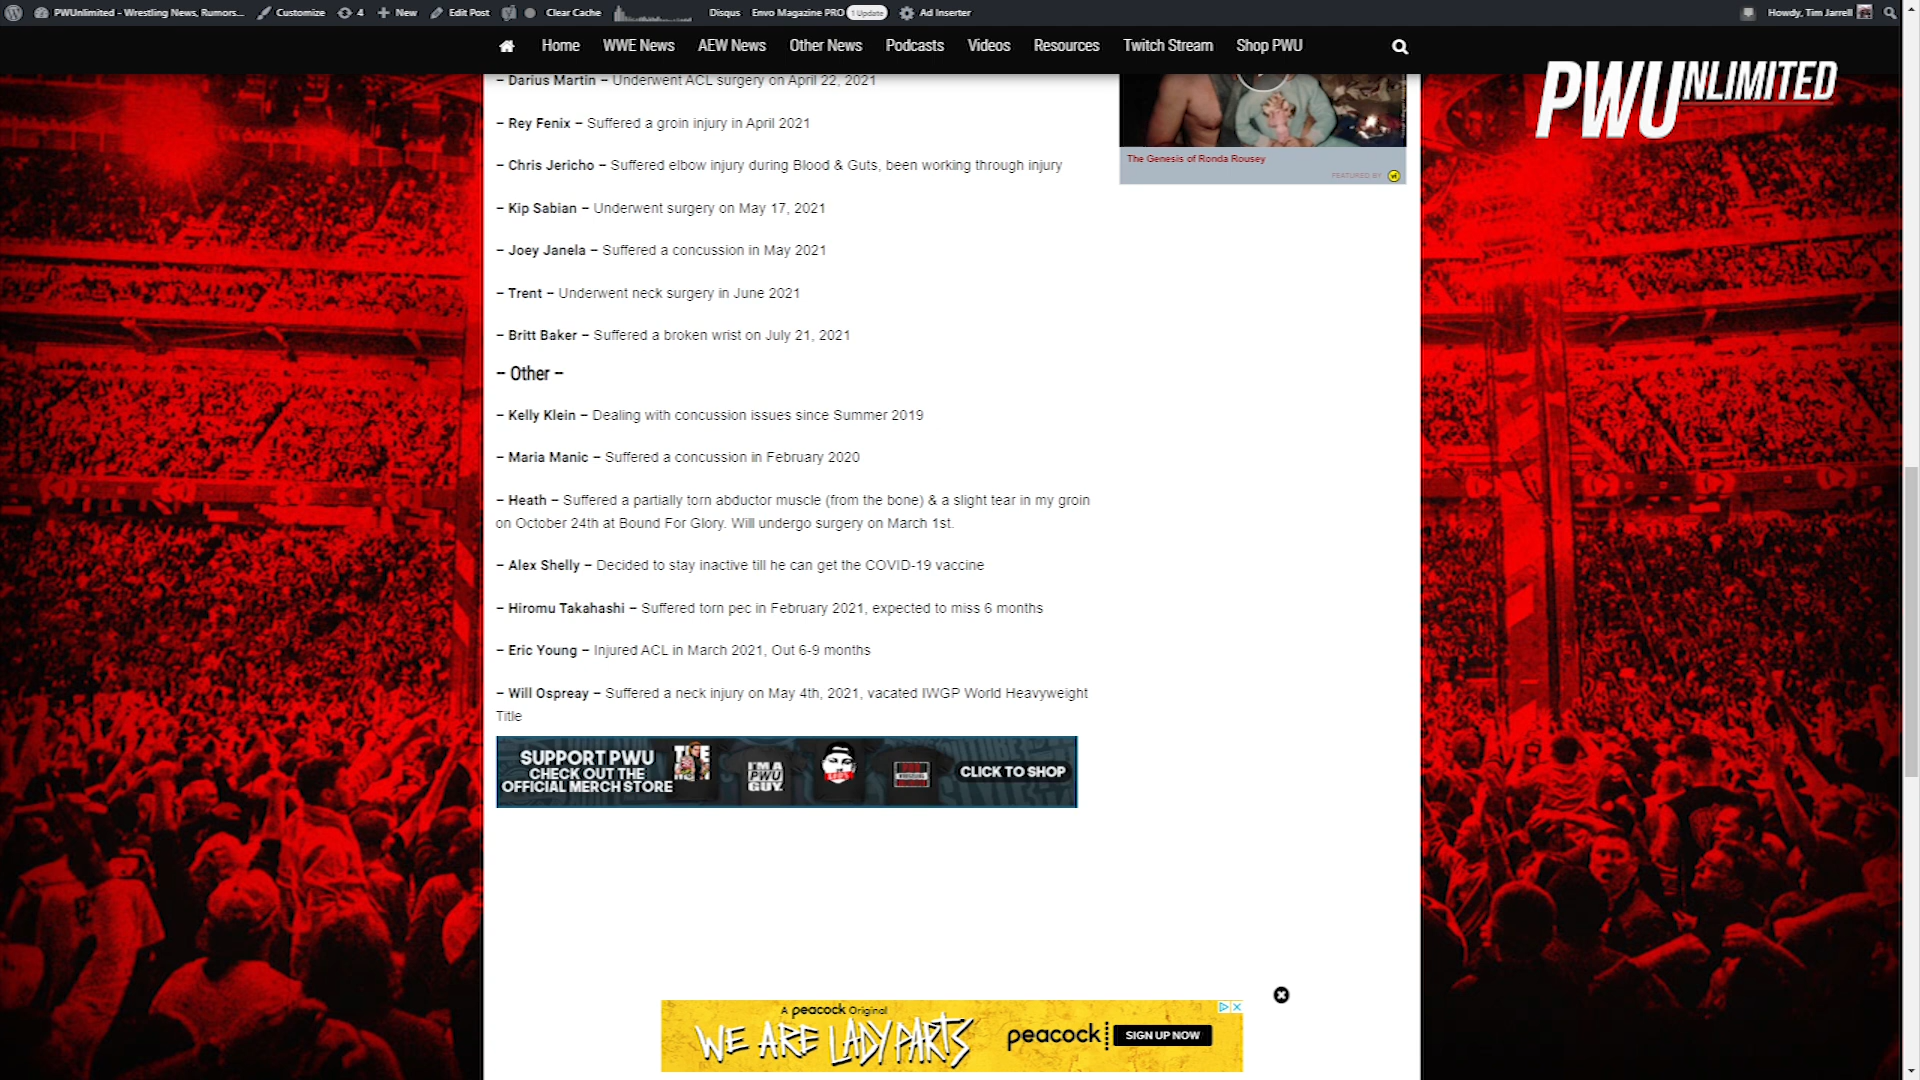 PWUnlimited – Wrestling News, Rumors... Customize 4 New Edit Post Clear Cache Disqus Envo Magazine PRO 1 Update Ad Inserter Howdy, Tim Jarrell
Home WWE News AEW News Other News Podcasts Videos Resources Twitch Stream Shop PWU
PWUNLIMITED
– Darius Martin – Underwent ACL surgery on April 22, 2021
– Rey Fenix – Suffered a groin injury in April 2021
– Chris Jericho – Suffered elbow injury during Blood & Guts, been working through injury
– Kip Sabian – Underwent surgery on May 17, 2021
– Joey Janela – Suffered a concussion in May 2021
– Trent – Underwent neck surgery in June 2021
– Britt Baker – Suffered a broken wrist on July 21, 2021
– Other –
– Kelly Klein – Dealing with concussion issues since Summer 2019
– Maria Manic – Suffered a concussion in February 2020
– Heath – Suffered a partially torn abductor muscle (from the bone) & a slight tear in my groin
on October 24th at Bound For Glory. Will undergo surgery on March 1st.
– Alex Shelly – Decided to stay inactive till he can get the COVID-19 vaccine
– Hiromu Takahashi – Suffered torn pec in February 2021, expected to miss 6 months
– Eric Young – Injured ACL in March 2021, Out 6-9 months
– Will Ospreay – Suffered a neck injury on May 4th, 2021, vacated IWGP World Heavyweight
Title
The Genesis of Ronda Rousey
FEATURED BY
SUPPORT PWU
CHECK OUT THE
OFFICIAL MERCH STORE
I'M A
PWU
GUY.
CLICK TO SHOP
A peacock Original
WE ARE LADY PARTS
peacock
SIGN UP NOW